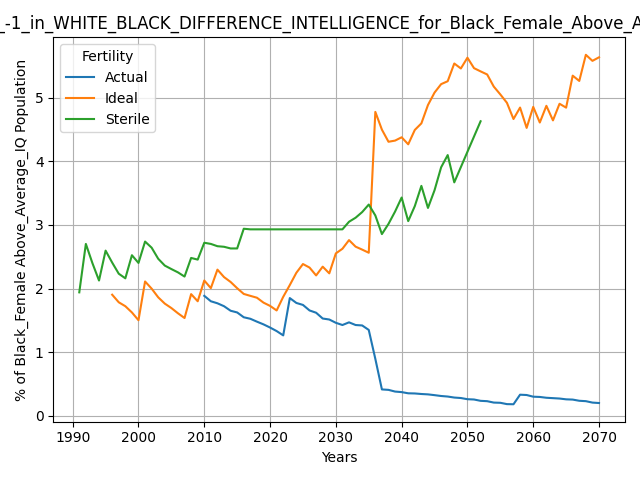 _-1_in_WHITE_BLACK_DIFFERENCE_INTELLIGENCE_for_Black_Female_Above_A
Fertility
Actual
Ideal
Sterile
% of Black_Female Above_Average_IQ Population
5
4
3
2
1
0
1990 2000 2010 2020 2030 2040 2050 2060 2070
Years